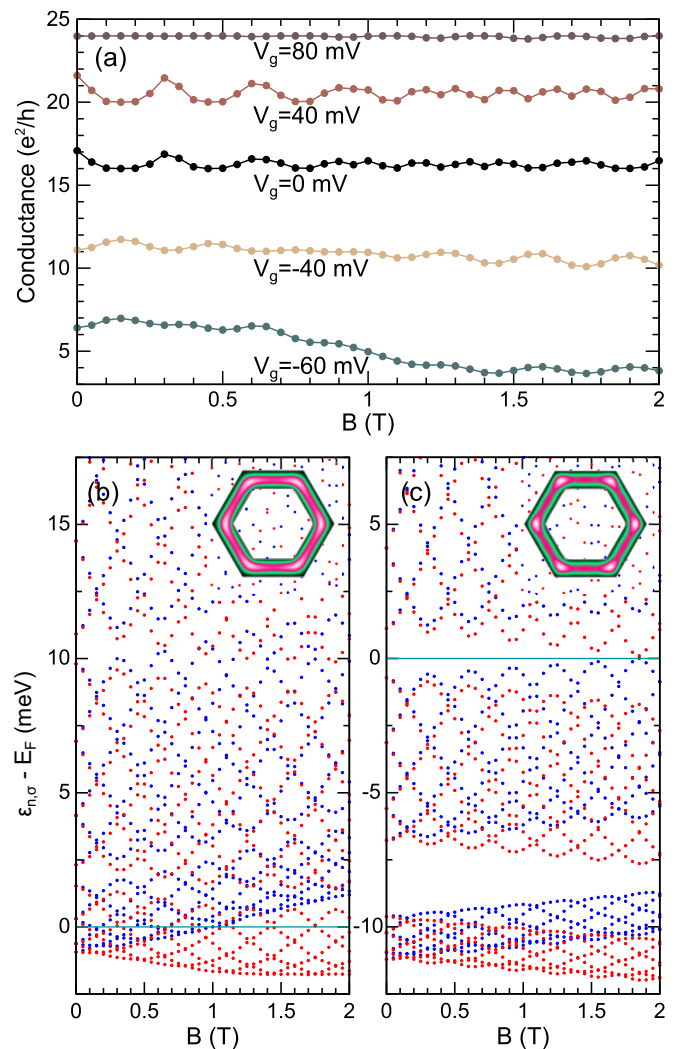 25
(a)
V_g=80 mV
20
V_g=40 mV
Conductance (e²/h)
15
V_g=0 mV
10
V_g=-40 mV
5
V_g=-60 mV
0 0.5 1 1.5 2
B (T)
(b)
(c)
15
5
10
0
ε_n,σ - E_F (meV)
5
-5
0
-10
0 0.5 1 1.5 2
0 0.5 1 1.5 2
B (T)
B (T)